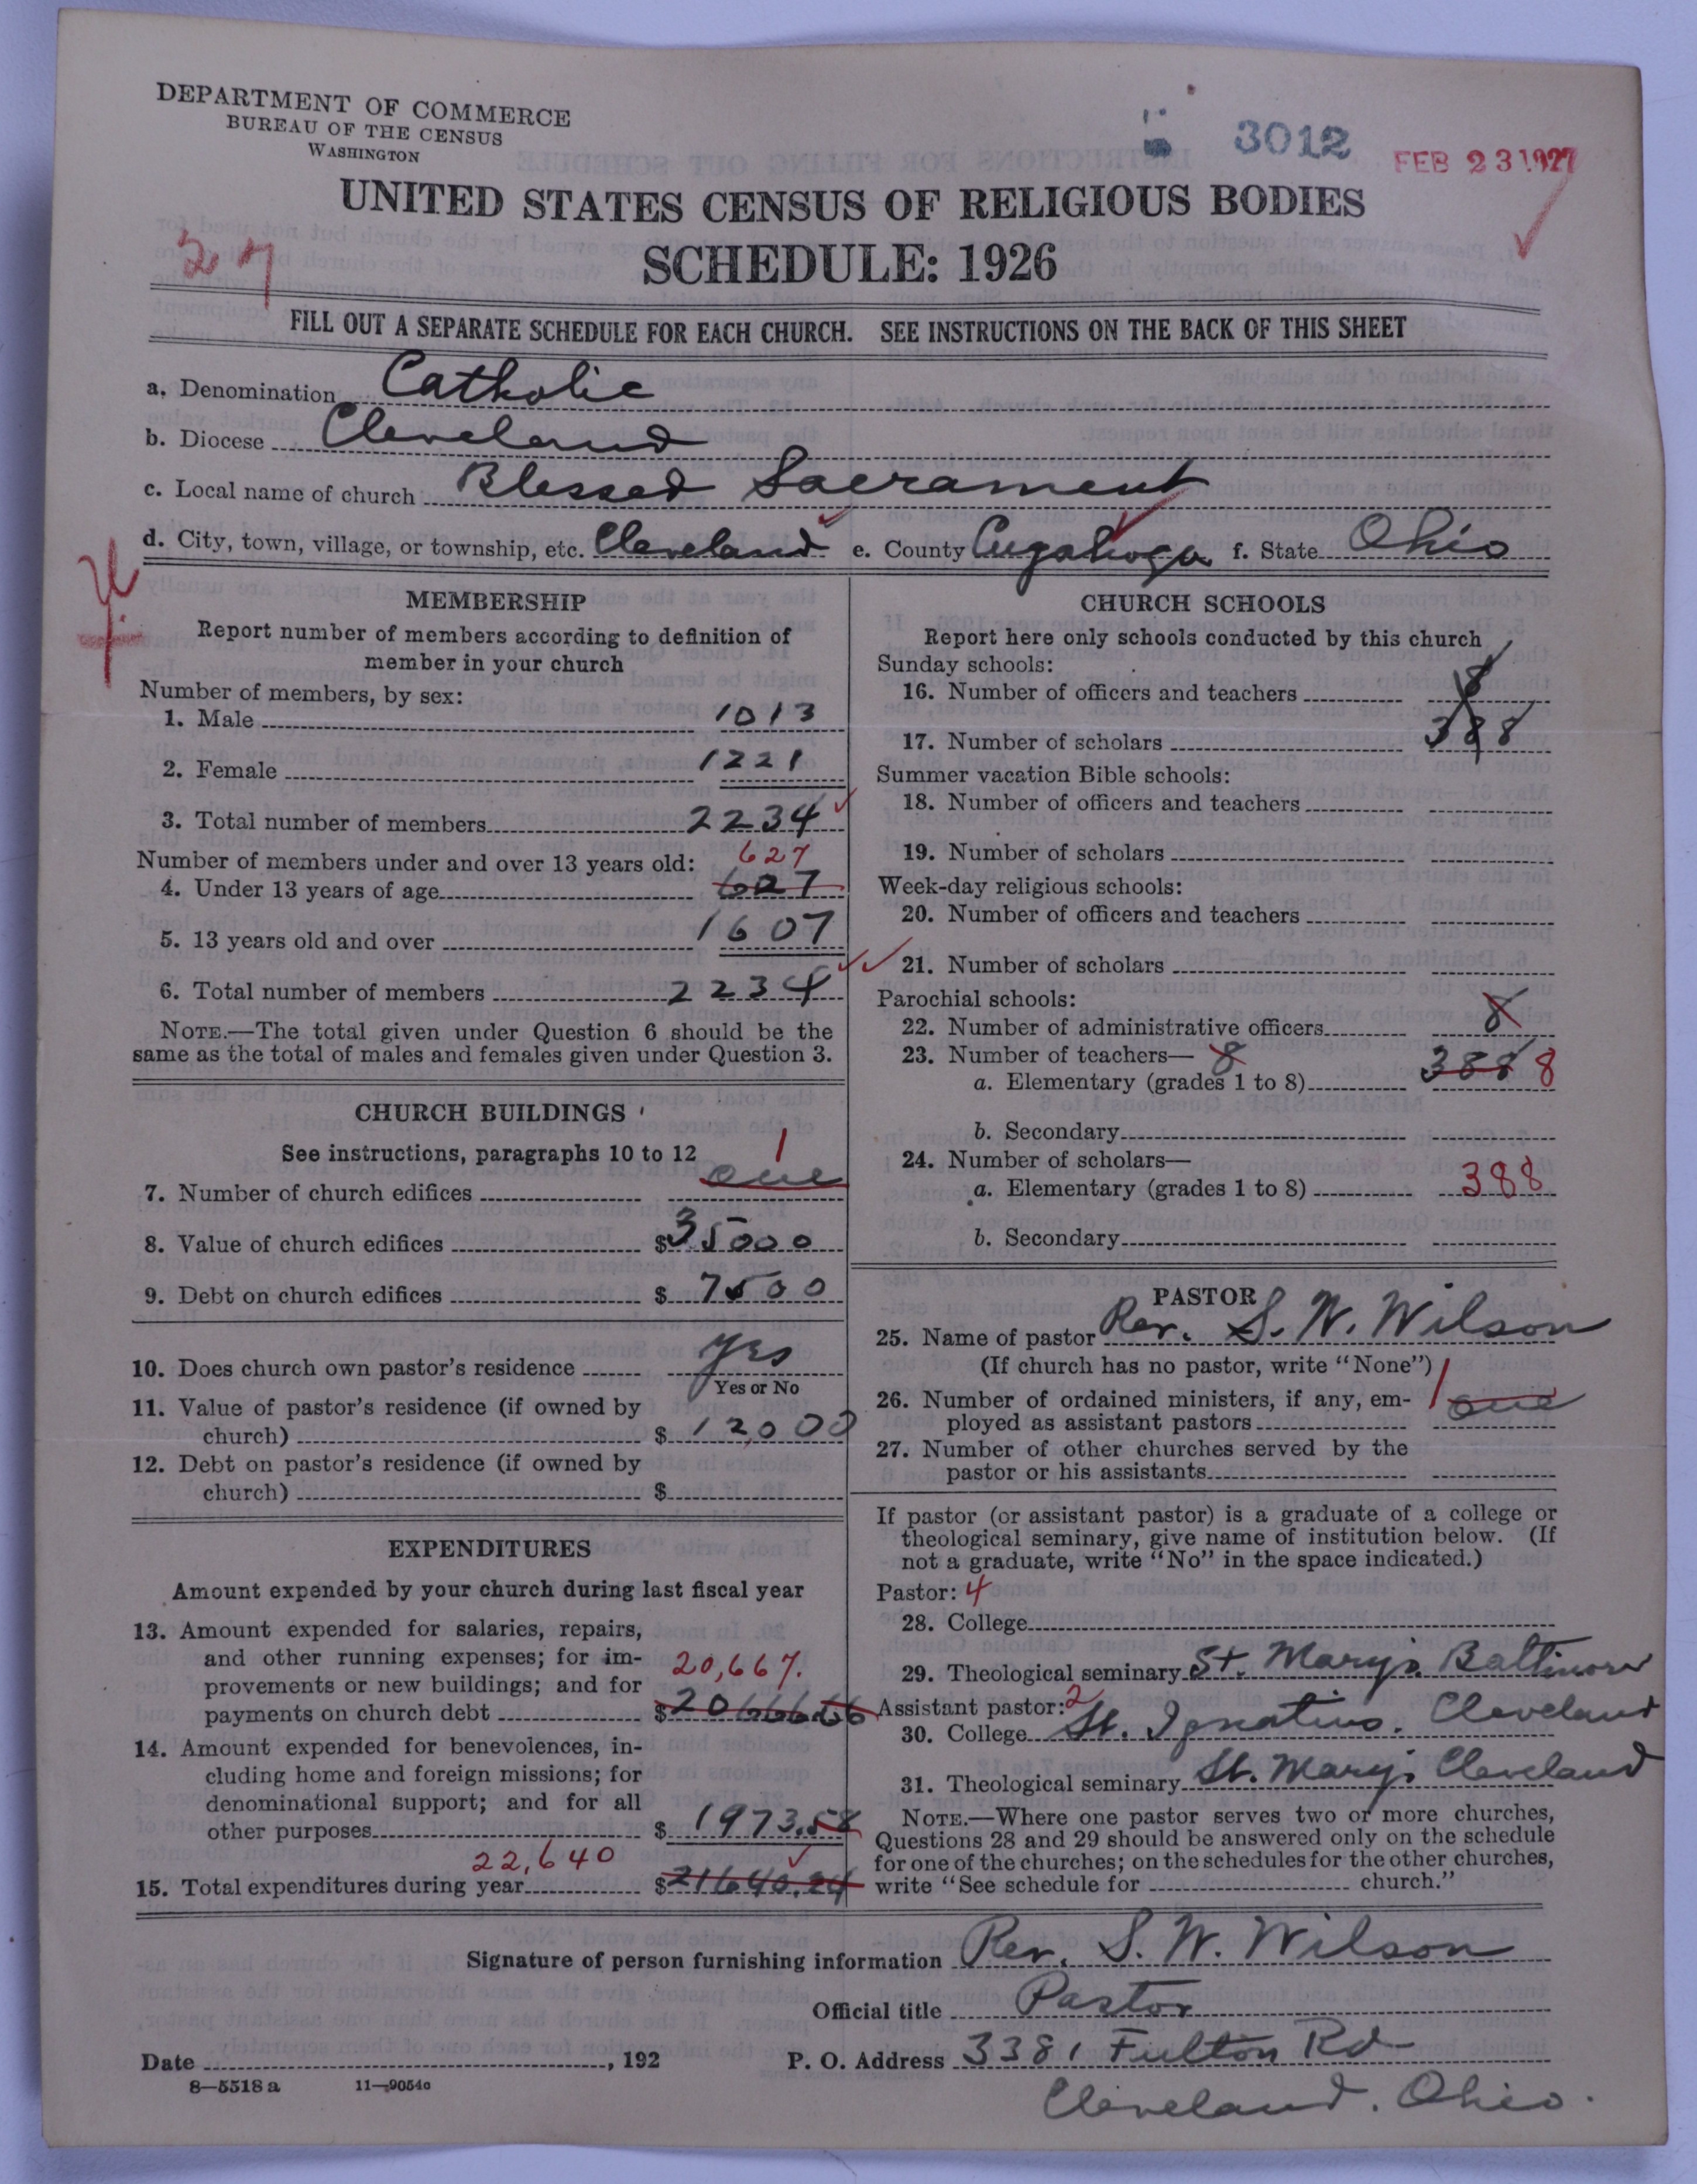 DEPARTMENT OF COMMERCE
BUREAU OF THE CENSUS
WASHINGTON
3012
FEB 23 1927
UNITED STATES CENSUS OF RELIGIOUS BODIES
SCHEDULE: 1926
FILL OUT A SEPARATE SCHEDULE FOR EACH CHURCH. SEE INSTRUCTIONS ON THE BACK OF THIS SHEET
a. Denomination Catholic
b. Diocese Cleveland
c. Local name of church Blessed Sacrament
d. City, town, village, or township, etc. Cleveland e. County Cuyahoga f. State Ohio
MEMBERSHIP
Report number of members according to definition of
member in your church
Number of members, by sex:
1. Male 1013
2. Female 1221
3. Total number of members 2234
Number of members under and over 13 years old: 627
4. Under 13 years of age 627
5. 13 years old and over 1607
6. Total number of members 2234
NOTE.—The total given under Question 6 should be the
same as the total of males and females given under Question 3.
CHURCH BUILDINGS
See instructions, paragraphs 10 to 12 1
7. Number of church edifices one
8. Value of church edifices $35000
9. Debt on church edifices $7500
10. Does church own pastor's residence yes
Yes or No
11. Value of pastor's residence (if owned by
church) $12,000
12. Debt on pastor's residence (if owned by
church) $
EXPENDITURES
Amount expended by your church during last fiscal year
13. Amount expended for salaries, repairs,
and other running expenses; for im-
provements or new buildings; and for 20,667.
payments on church debt $20666.66
14. Amount expended for benevolences, in-
cluding home and foreign missions; for
denominational support; and for all
other purposes $1973.58
22,640
15. Total expenditures during year $21640.24
CHURCH SCHOOLS
Report here only schools conducted by this church
Sunday schools:
16. Number of officers and teachers 8
17. Number of scholars 388
Summer vacation Bible schools:
18. Number of officers and teachers
19. Number of scholars
Week-day religious schools:
20. Number of officers and teachers
21. Number of scholars
Parochial schools:
22. Number of administrative officers 8
23. Number of teachers— 8
a. Elementary (grades 1 to 8) 388 8
b. Secondary
24. Number of scholars—
a. Elementary (grades 1 to 8) 388
b. Secondary
PASTOR
25. Name of pastor Rev. S. W. Wilson
(If church has no pastor, write "None")
26. Number of ordained ministers, if any, em- 1
ployed as assistant pastors one
27. Number of other churches served by the
pastor or his assistants
If pastor (or assistant pastor) is a graduate of a college or
theological seminary, give name of institution below. (If
not a graduate, write "No" in the space indicated.)
Pastor: 4
28. College
29. Theological seminary St. Mary's Baltimore
Assistant pastor: 2
30. College St. Ignatius. Cleveland
31. Theological seminary St. Mary's Cleveland
NOTE.—Where one pastor serves two or more churches,
Questions 28 and 29 should be answered only on the schedule
for one of the churches; on the schedules for the other churches,
write "See schedule for church."
Signature of person furnishing information Rev. S. W. Wilson
Official title Pastor
Date , 192 P. O. Address 3381 Fulton Rd
8—5518 a 11—9054a
Cleveland. Ohio.